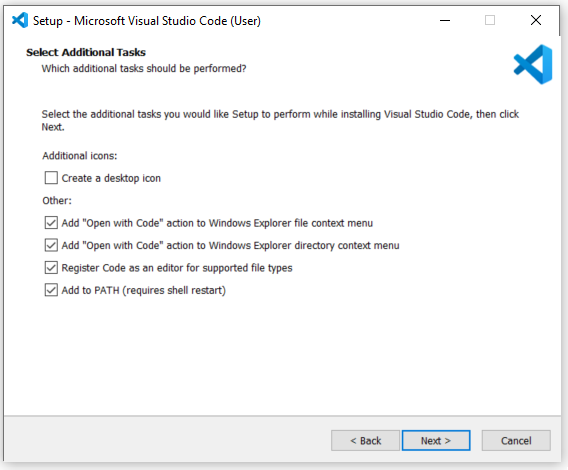 Setup - Microsoft Visual Studio Code (User)
Select Additional Tasks
Which additional tasks should be performed?
Select the additional tasks you would like Setup to perform while installing Visual Studio Code, then click
Next.
Additional icons:
Create a desktop icon
Other:
Add "Open with Code" action to Windows Explorer file context menu
Add "Open with Code" action to Windows Explorer directory context menu
Register Code as an editor for supported file types
Add to PATH (requires shell restart)
< Back Next > Cancel